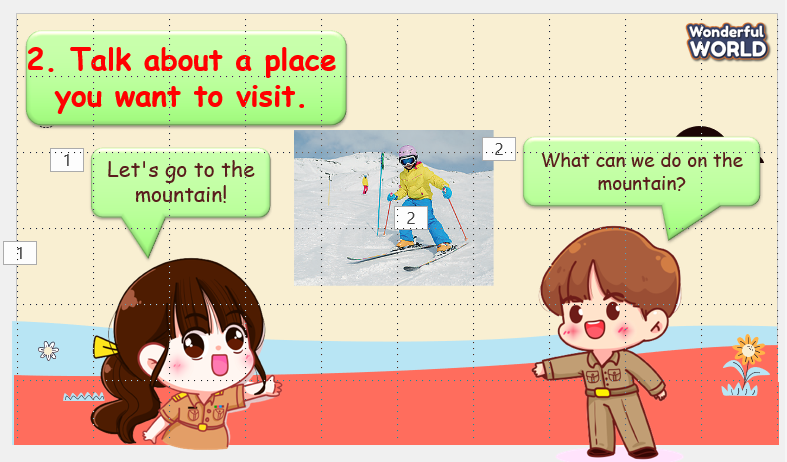 Wonderful
WORLD
2. Talk about a place
you want to visit.
1
Let's go to the
mountain!
2
What can we do on the
mountain?
2
1